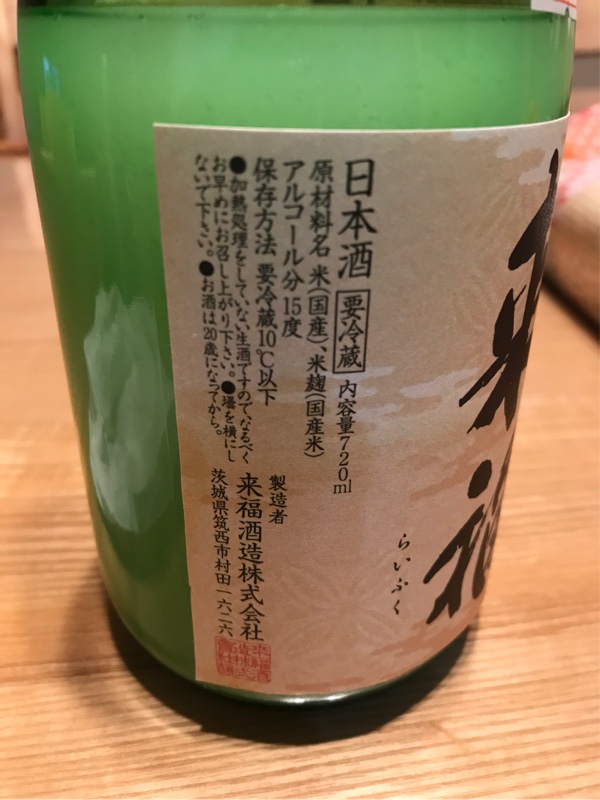 来福
らいふく
日本酒 要冷蔵 内容量720ml
原材料名 米(国産)、米麹(国産米)
アルコール分 15度
保存方法 要冷蔵10℃以下
●加熱処理をしていない生酒ですので、なるべく
お早めにお召し上がり下さい。●壜を横にし
ないで下さい。●お酒は20歳になってから。
製造者
来福酒造株式会社
茨城県筑西市村田一六二六